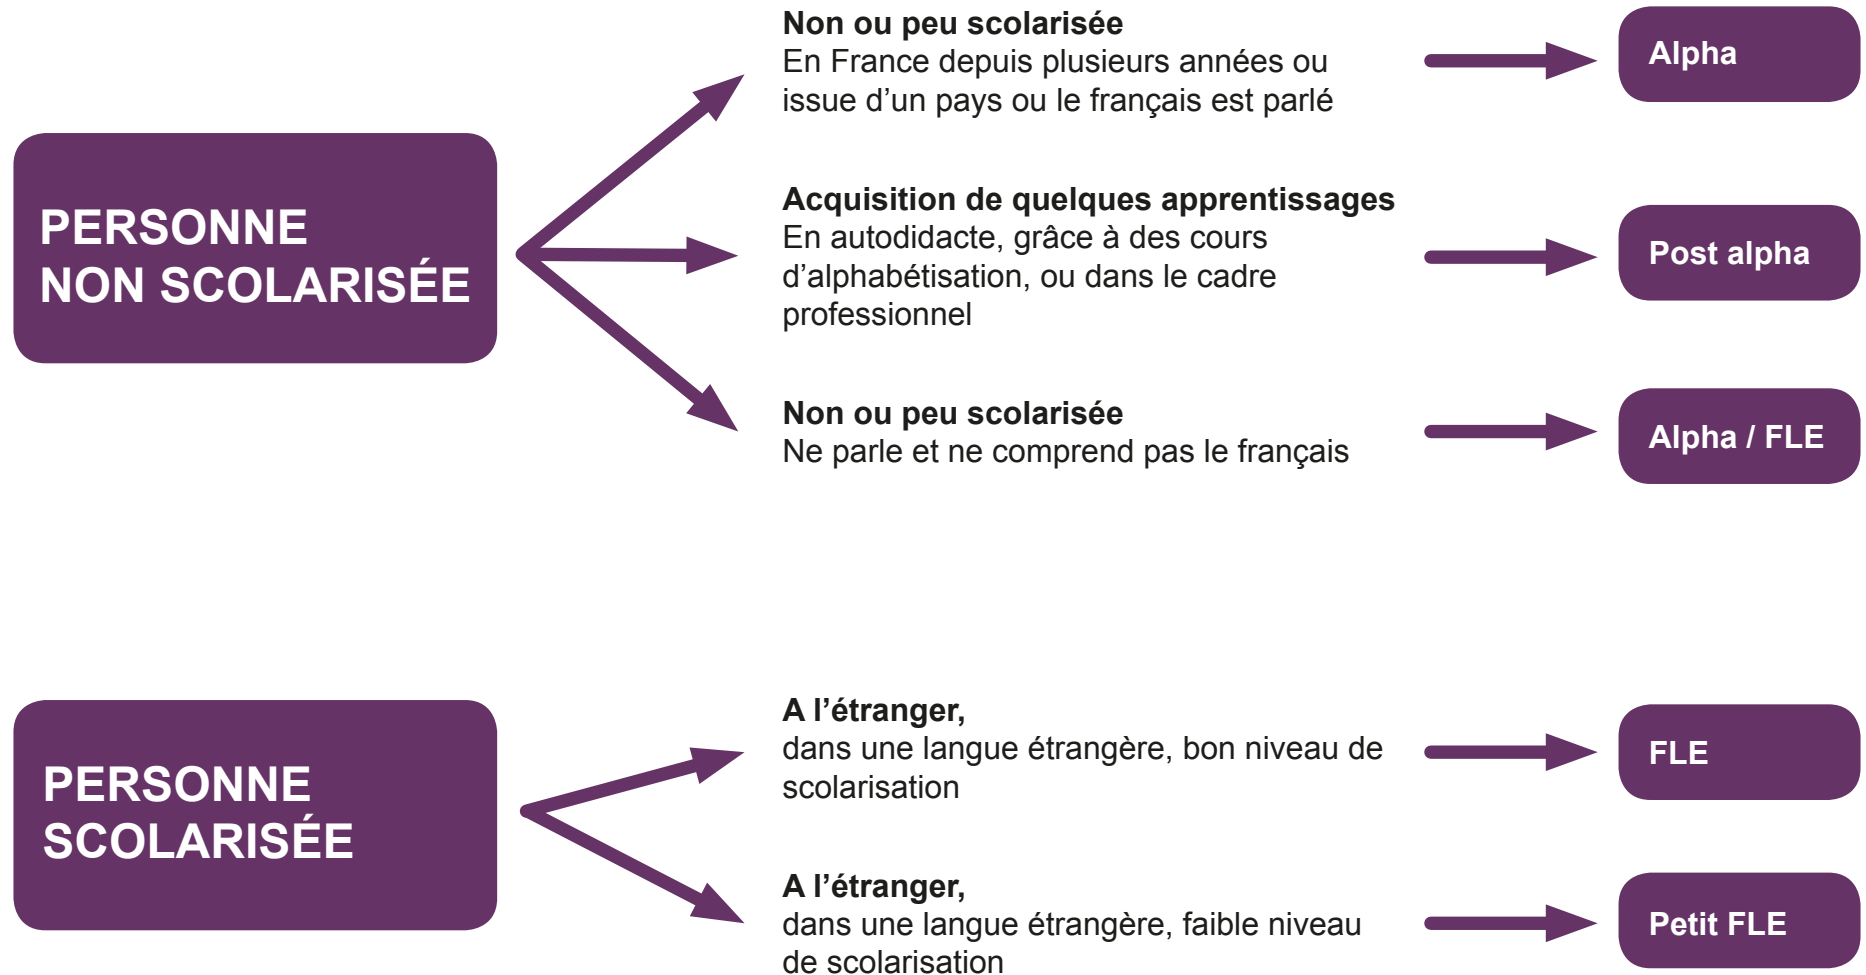 PERSONNE
NON SCOLARISÉE
Non ou peu scolarisée
En France depuis plusieurs années ou
issue d’un pays ou le français est parlé
Alpha
Acquisition de quelques apprentissages
En autodidacte, grâce à des cours
d’alphabétisation, ou dans le cadre
professionnel
Post alpha
Non ou peu scolarisée
Ne parle et ne comprend pas le français
Alpha / FLE
PERSONNE
SCOLARISÉE
A l’étranger,
dans une langue étrangère, bon niveau de
scolarisation
FLE
A l’étranger,
dans une langue étrangère, faible niveau
de scolarisation
Petit FLE